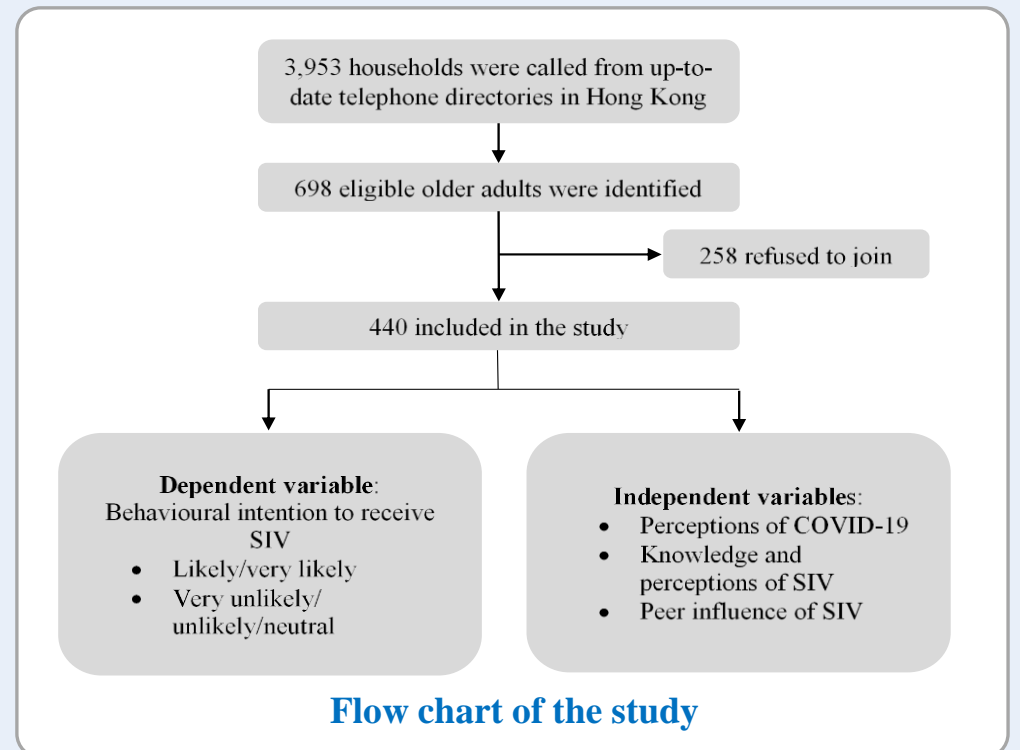 3,953 households were called from up-to-
date telephone directories in Hong Kong
698 eligible older adults were identified
258 refused to join
440 included in the study
Dependent variable:
Behavioural intention to receive
SIV
• Likely/very likely
• Very unlikely/
unlikely/neutral
Independent variables:
• Perceptions of COVID-19
• Knowledge and
perceptions of SIV
• Peer influence of SIV
Flow chart of the study